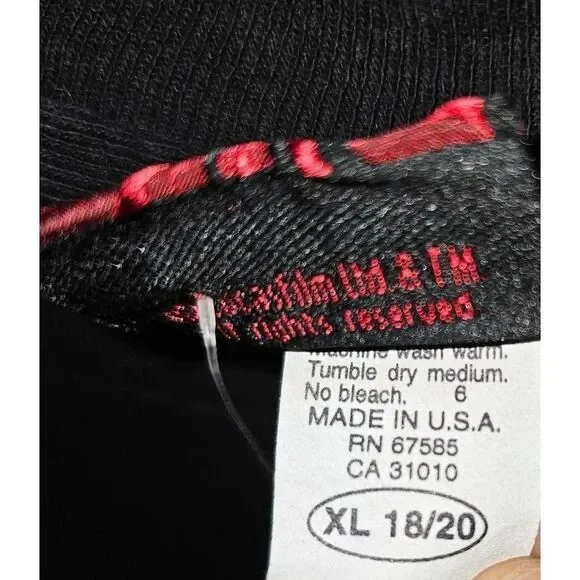 Lucasfilm Ltd. & TM
rights reserved
Machine wash warm.
Tumble dry medium.
No bleach. 6
MADE IN U.S.A.
RN 67585
CA 31010
XL 18/20